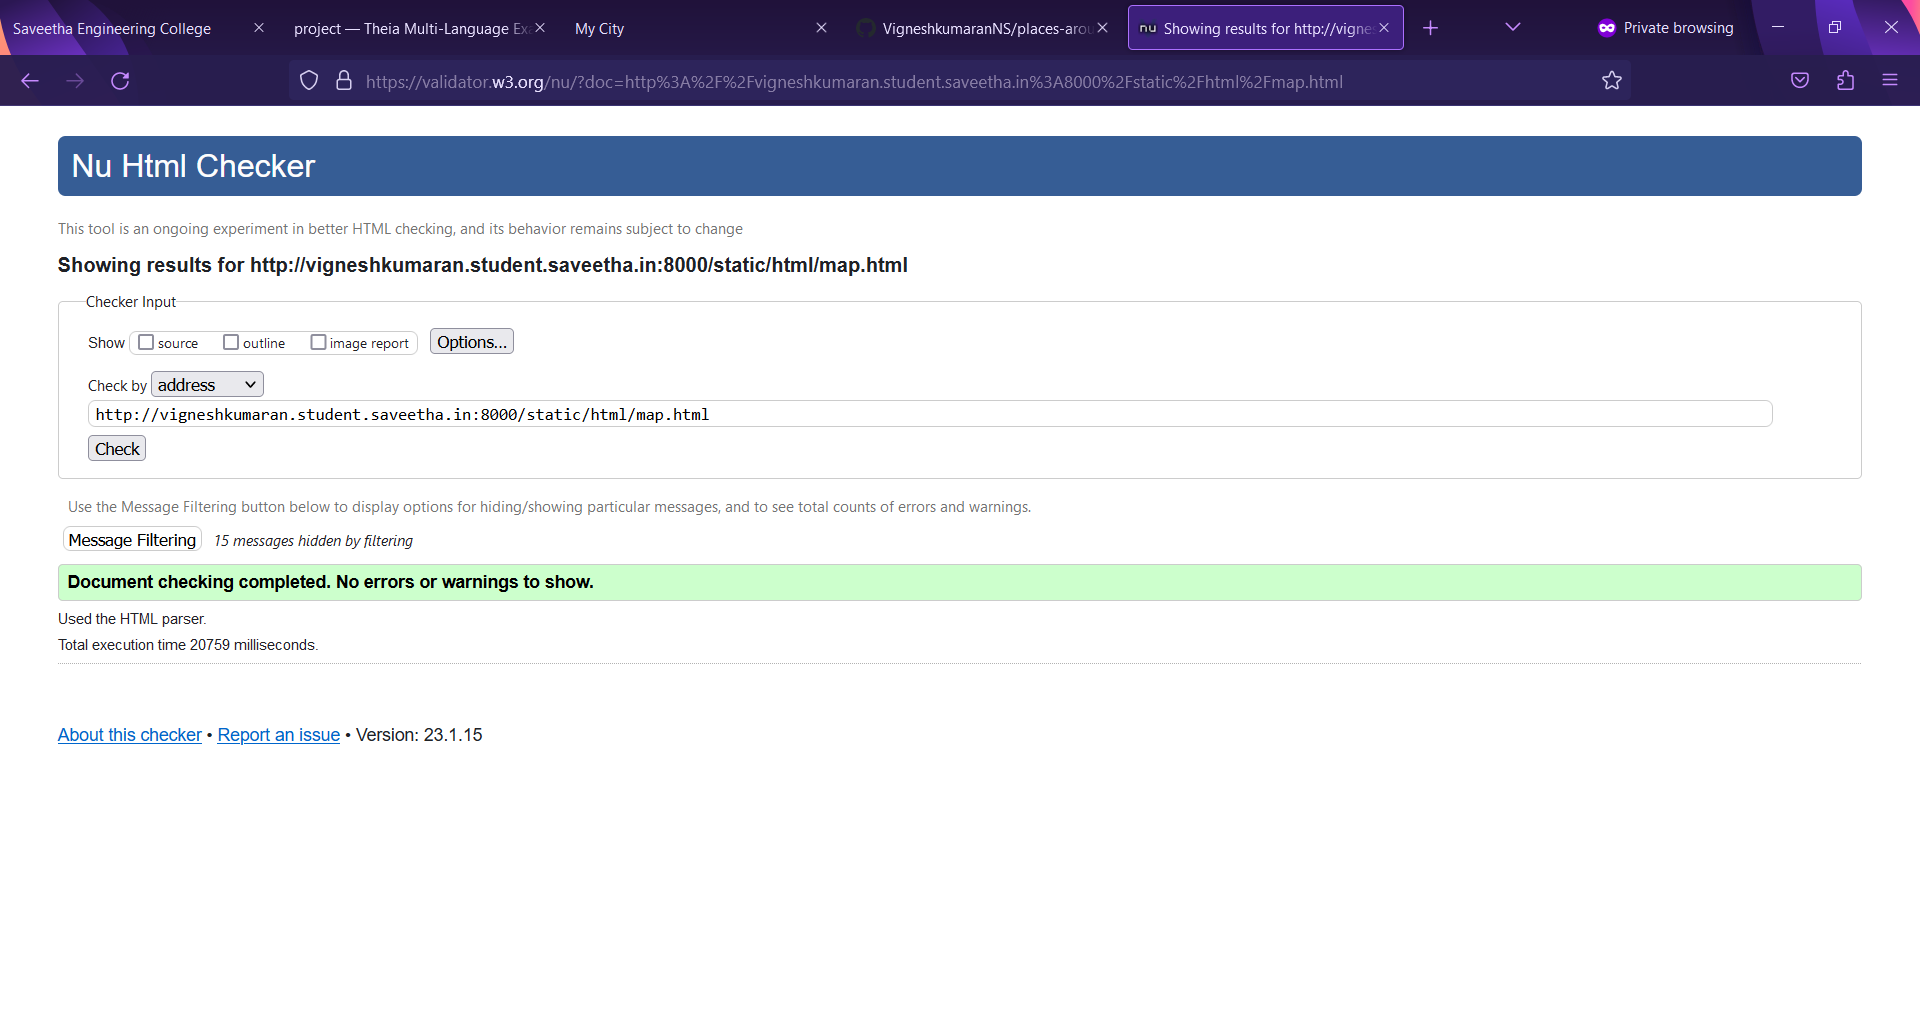 Saveetha Engineering College
project — Theia Multi-Language Ex
My City
VigneshkumaranNS/places-arou
nu Showing results for http://vignes
Private browsing
https://validator.w3.org/nu/?doc=http%3A%2F%2Fvigneshkumaran.student.saveetha.in%3A8000%2Fstatic%2Fhtml%2Fmap.html
Nu Html Checker
This tool is an ongoing experiment in better HTML checking, and its behavior remains subject to change
Showing results for http://vigneshkumaran.student.saveetha.in:8000/static/html/map.html
Checker Input
Show source outline image report Options...
Check by address
http://vigneshkumaran.student.saveetha.in:8000/static/html/map.html
Check
Use the Message Filtering button below to display options for hiding/showing particular messages, and to see total counts of errors and warnings.
Message Filtering 15 messages hidden by filtering
Document checking completed. No errors or warnings to show.
Used the HTML parser.
Total execution time 20759 milliseconds.
About this checker • Report an issue • Version: 23.1.15